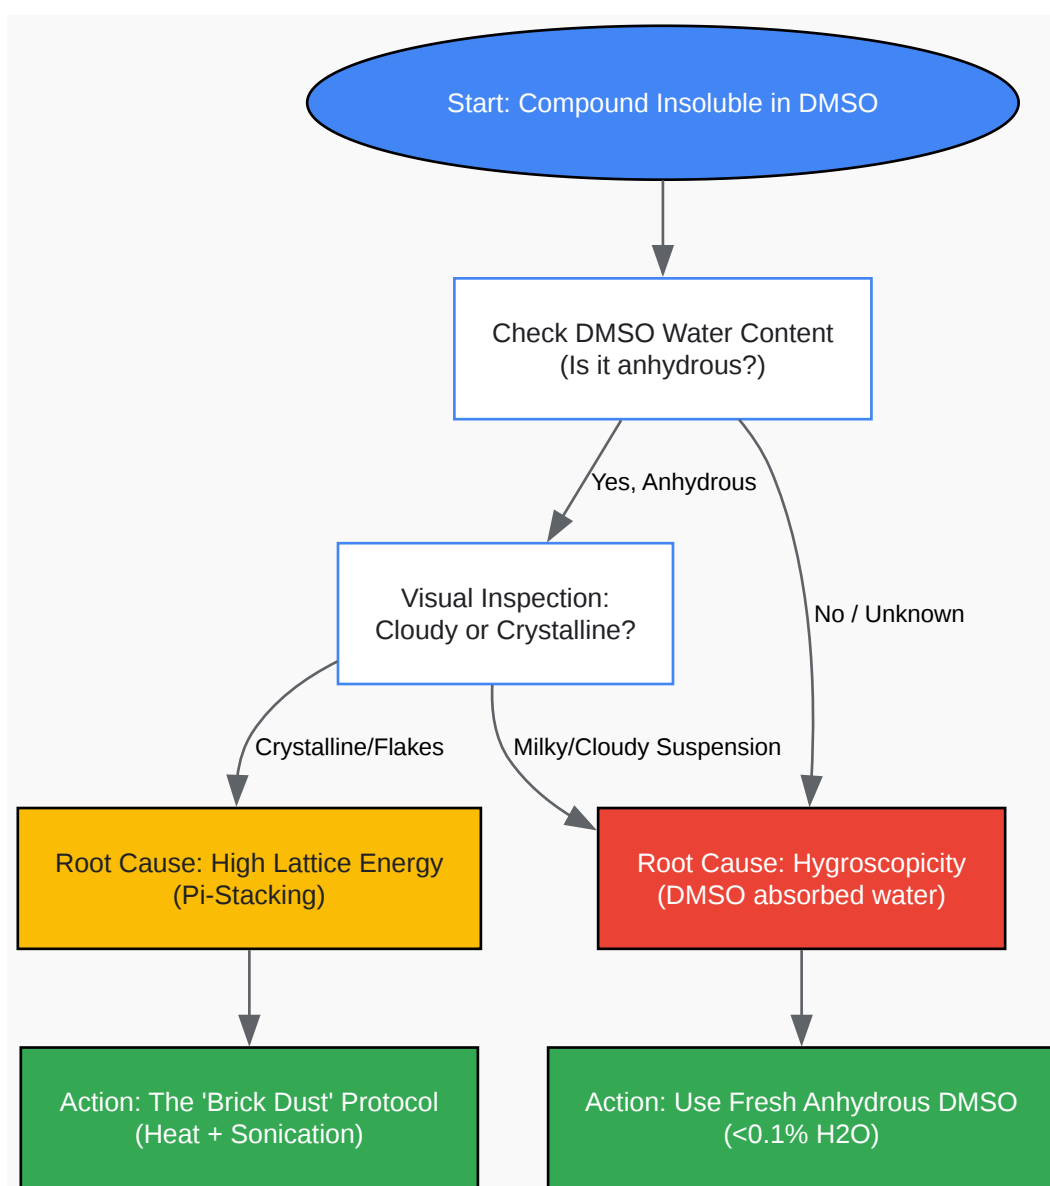 Start: Compound Insoluble in DMSO
Check DMSO Water Content
(Is it anhydrous?)
Yes, Anhydrous
Visual Inspection:
Cloudy or Crystalline?
No / Unknown
Crystalline/Flakes
Milky/Cloudy Suspension
Root Cause: High Lattice Energy
(Pi-Stacking)
Root Cause: Hygroscopicity
(DMSO absorbed water)
Action: The 'Brick Dust' Protocol
(Heat + Sonication)
Action: Use Fresh Anhydrous DMSO
(<0.1% H2O)